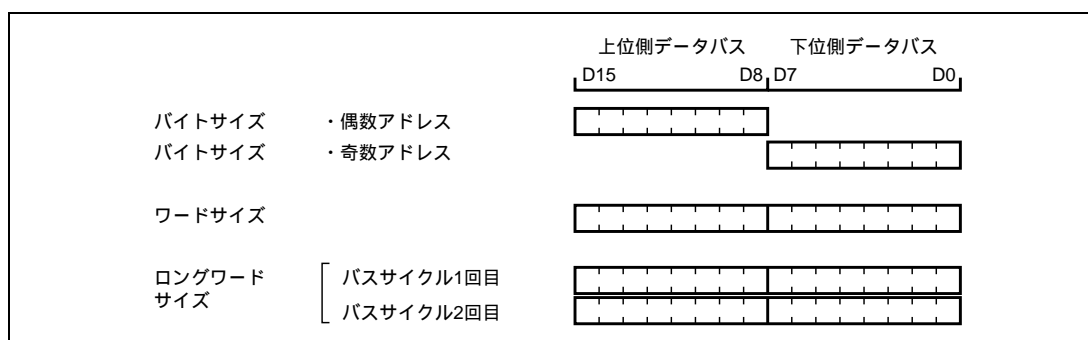 上位側データバス 下位側データバス
D15 D8 D7 D0
バイトサイズ ・偶数アドレス
バイトサイズ ・奇数アドレス
ワードサイズ
ロングワード
サイズ
バスサイクル1回目
バスサイクル2回目